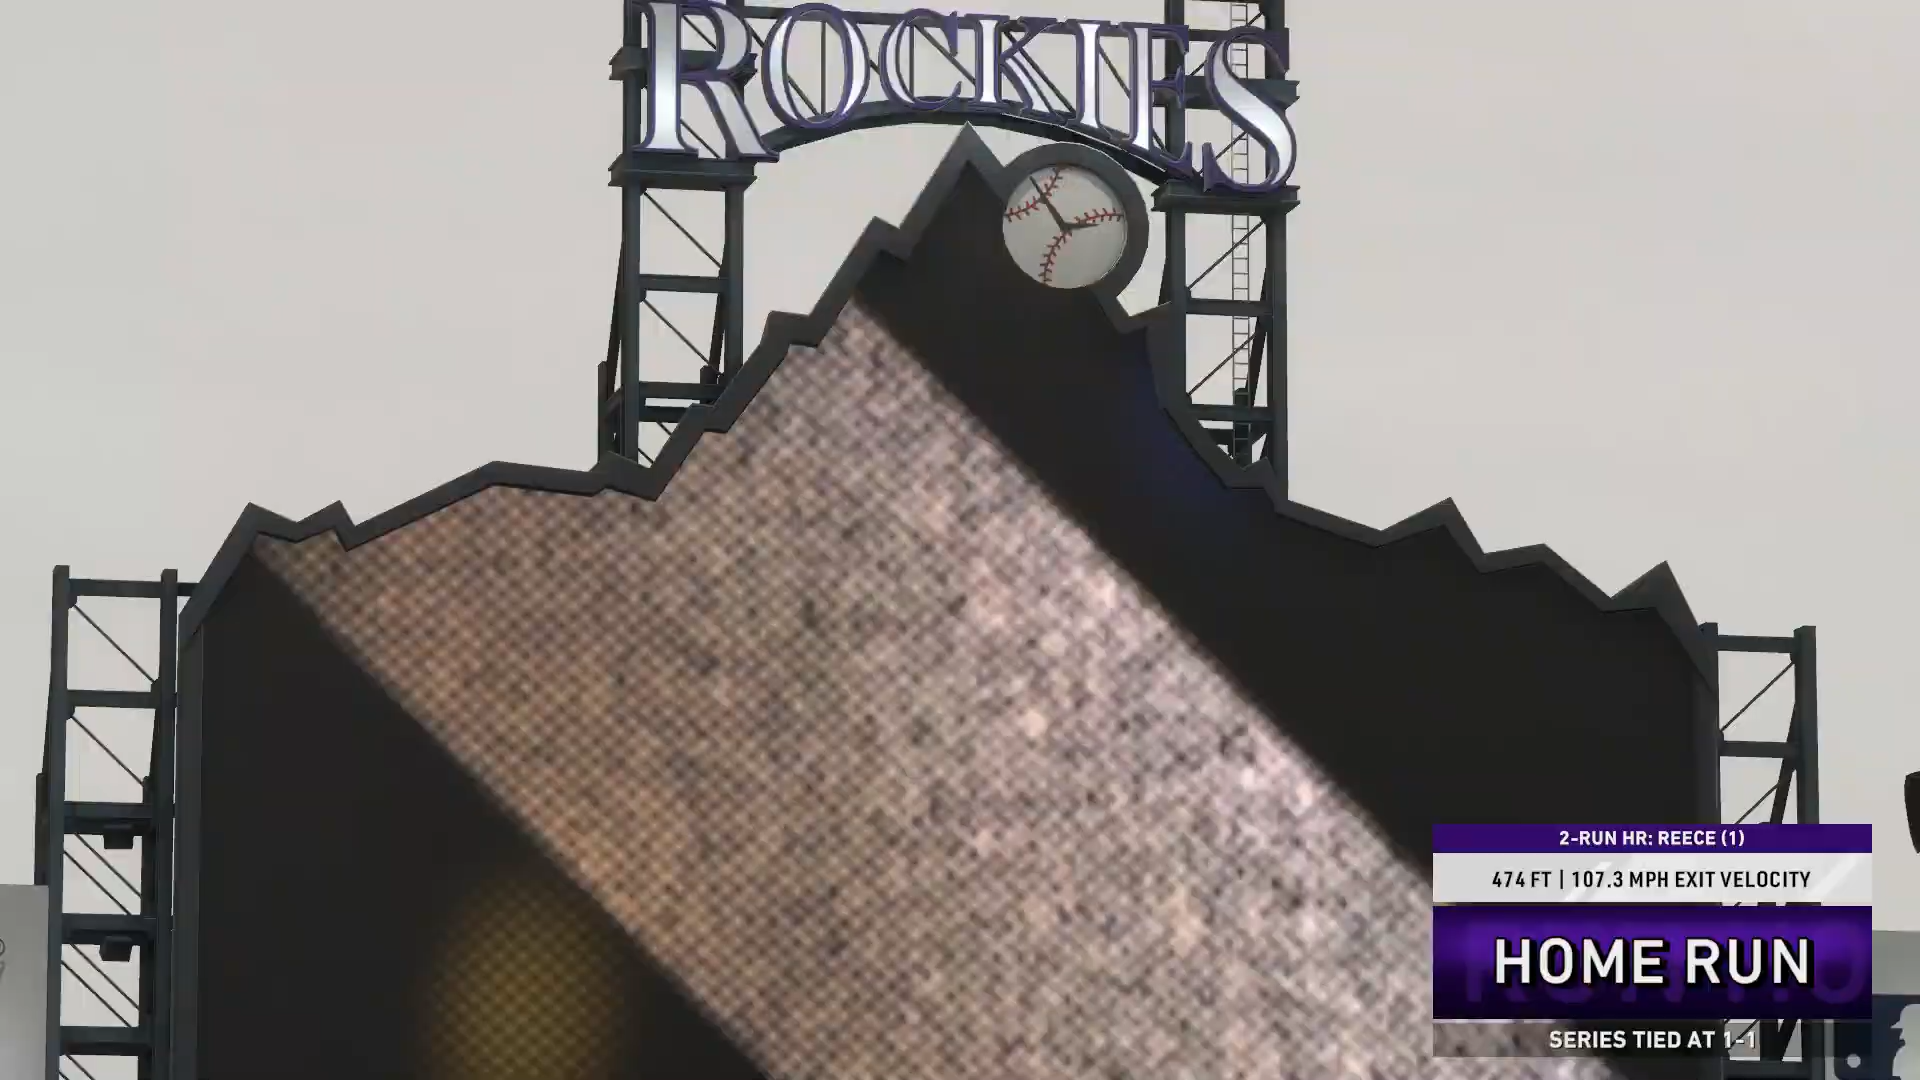 ROCKIES
2-RUN HR: REECE (1)
474 FT | 107.3 MPH EXIT VELOCITY
HOME RUN
SERIES TIED AT 1-1